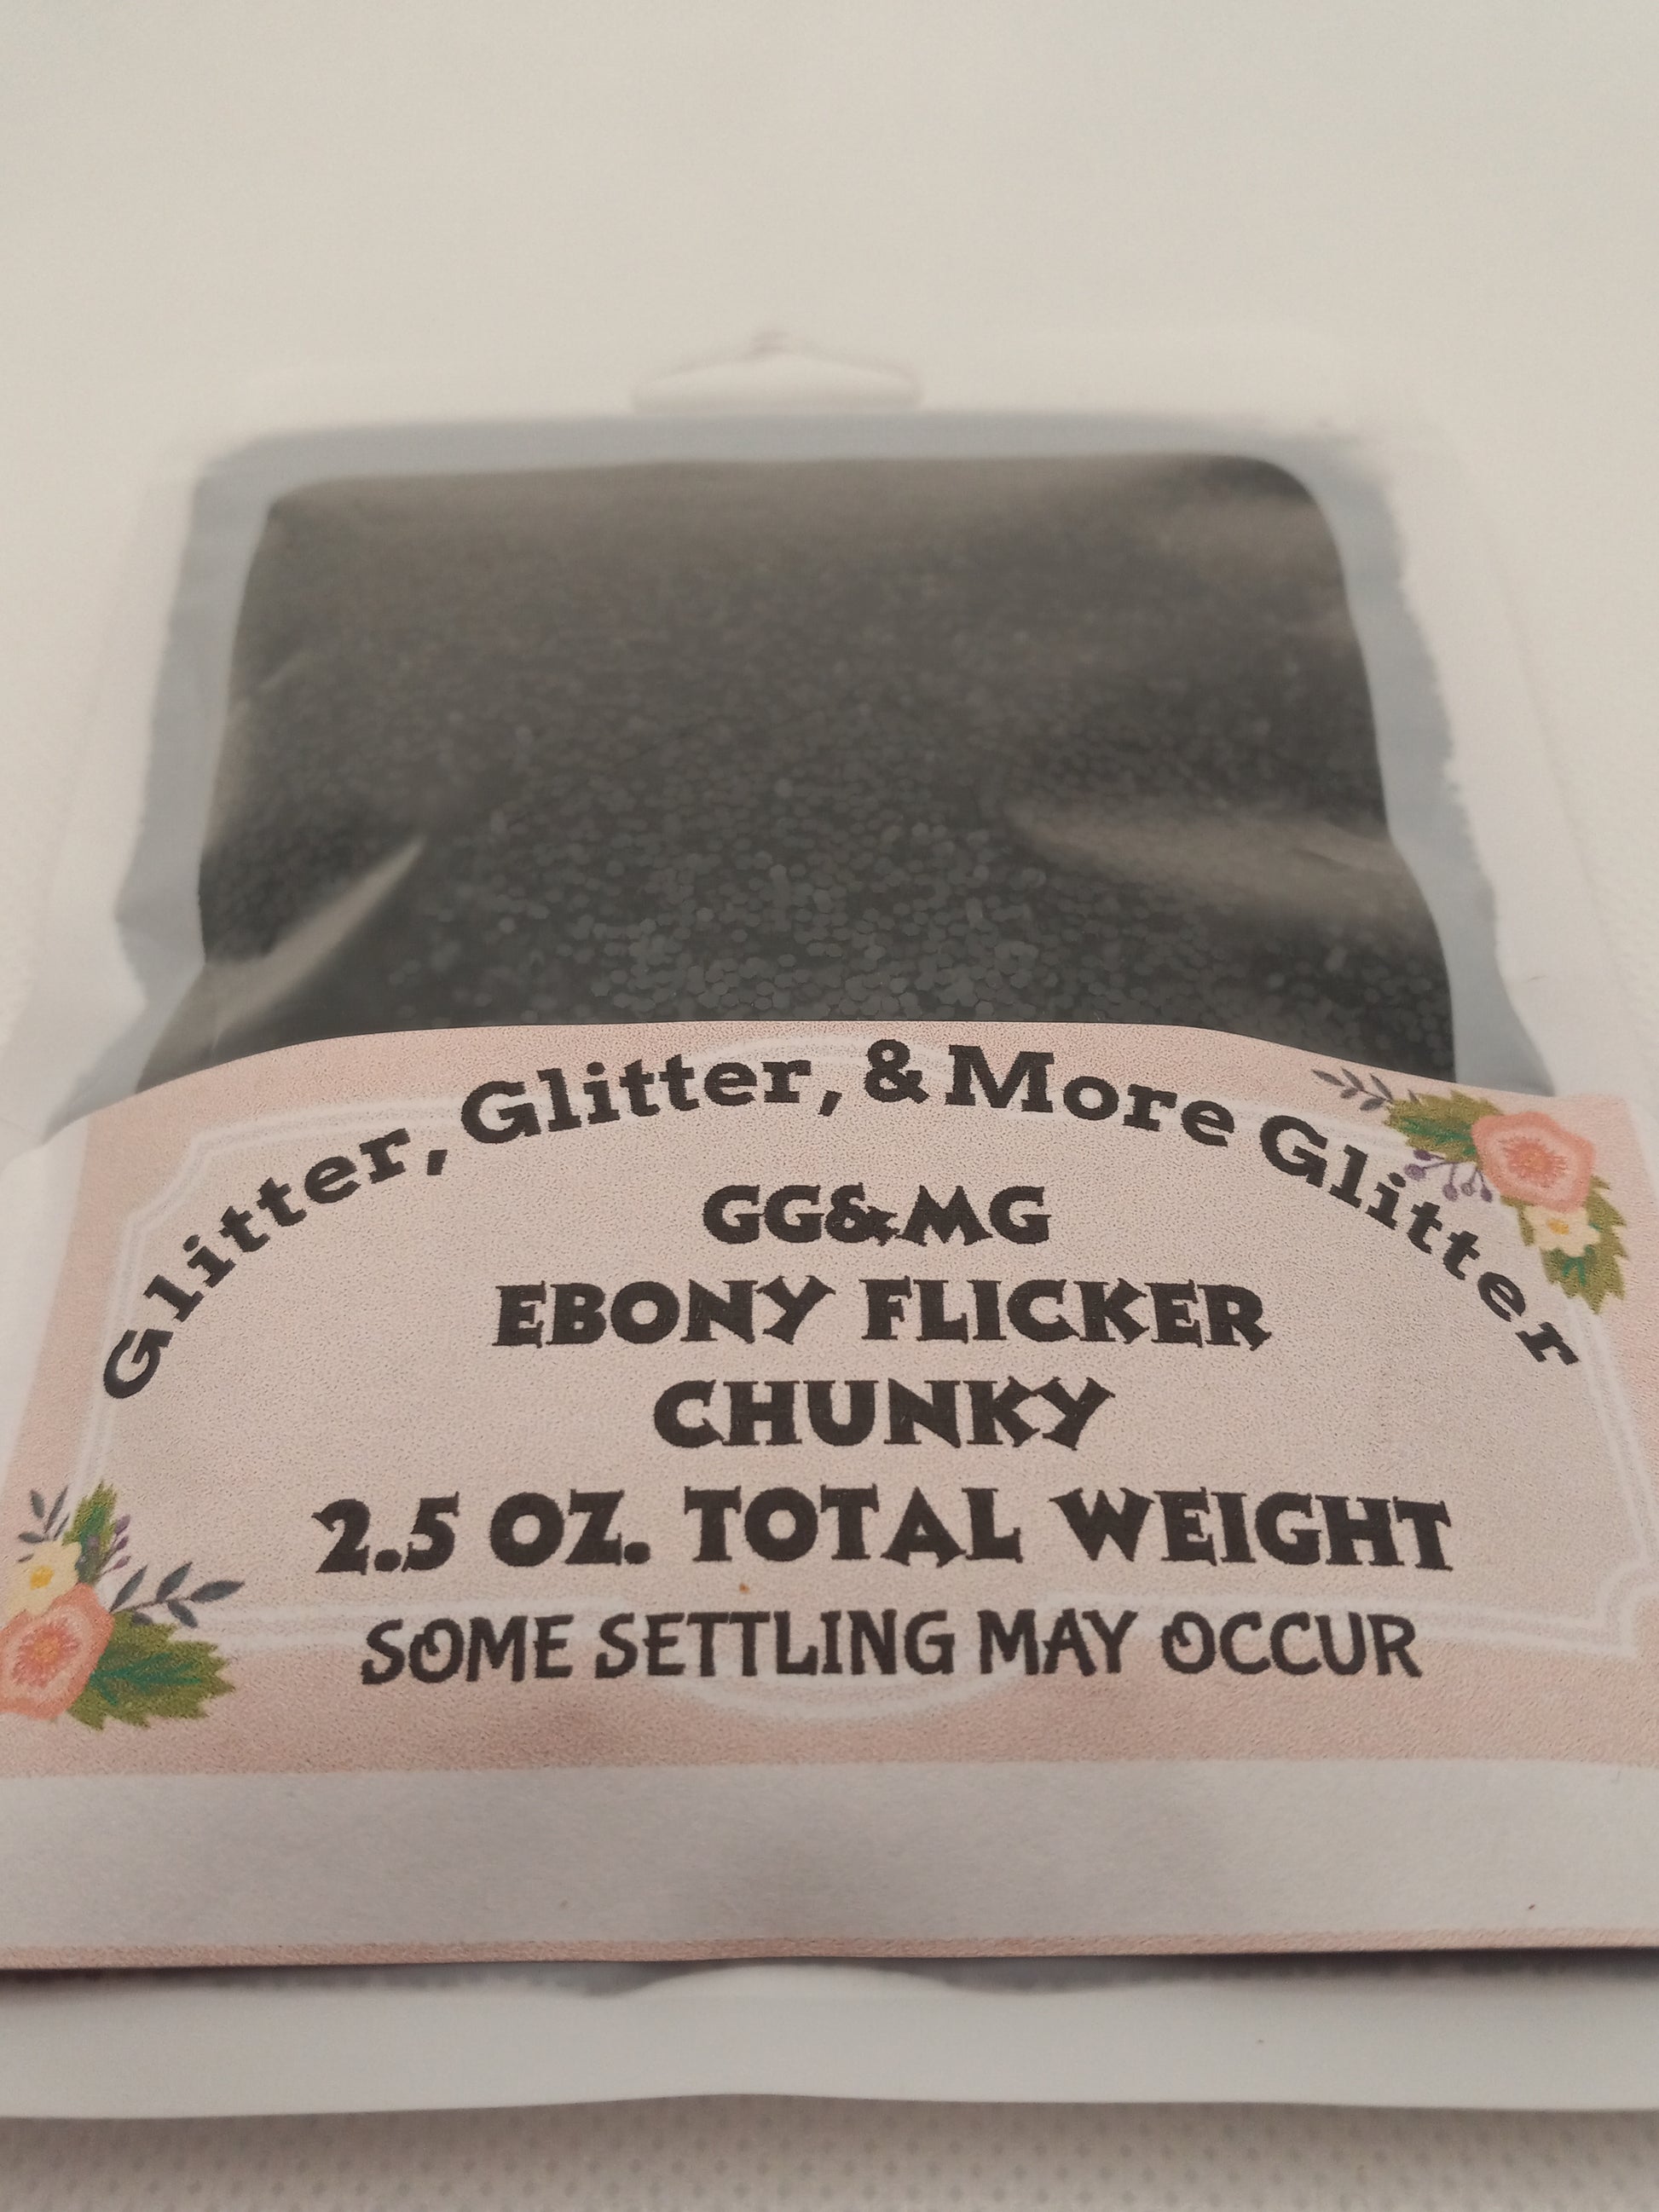 Glitter, Glitter, & More Glitter
GG&MG
EBONY FLICKER
CHUNKY
2.5 OZ. TOTAL WEIGHT
SOME SETTLING MAY OCCUR